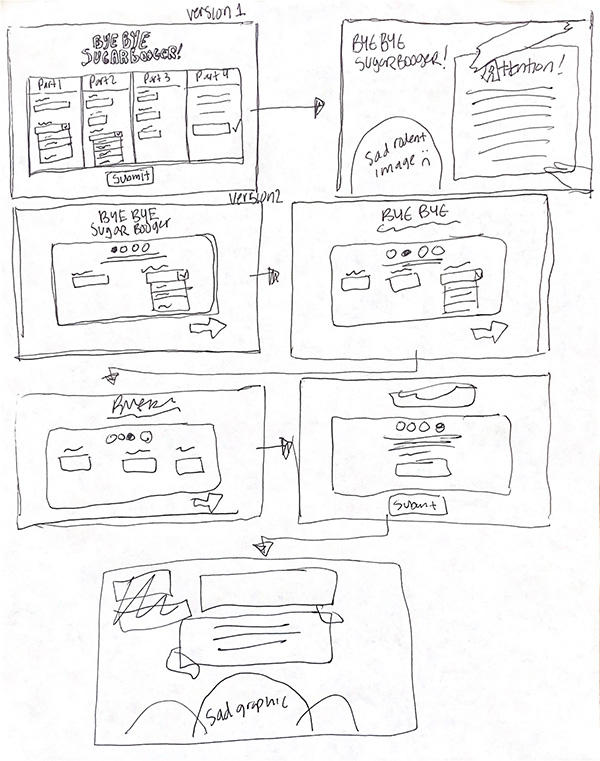 version 1
BYE BYE
SUGARBOOGER!
Part 1
Part 2
Part 3
Part 4
Submit
BYE BYE
SUGARBOOGER!
Attention!
Sad rodent
image :(
version 2
BYE BYE
Sugar Booger
BYE BYE
Submit
Sad graphic